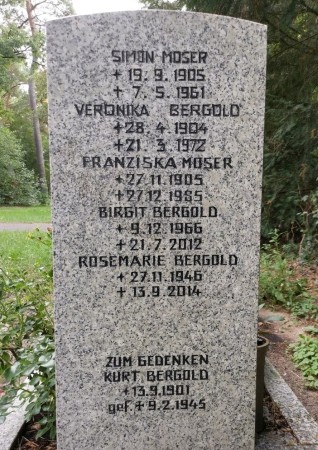 SIMON MOSER
+ 19. 9. 1905
+ 7. 5. 1961
VERONIKA BERGOLD
+ 28. 4. 1904
+ 21. 3. 1972
FRANZISKA MOSER
+ 27. 11. 1905
+ 27. 12. 1985
BIRGIT BERGOLD
+ 9. 12. 1966
+ 21. 7. 2012
ROSEMARIE BERGOLD
+ 27. 11. 1946
+ 13. 9. 2014
ZUM GEDENKEN
KURT BERGOLD
+ 13. 9. 1901
gef. + 9. 2. 1945